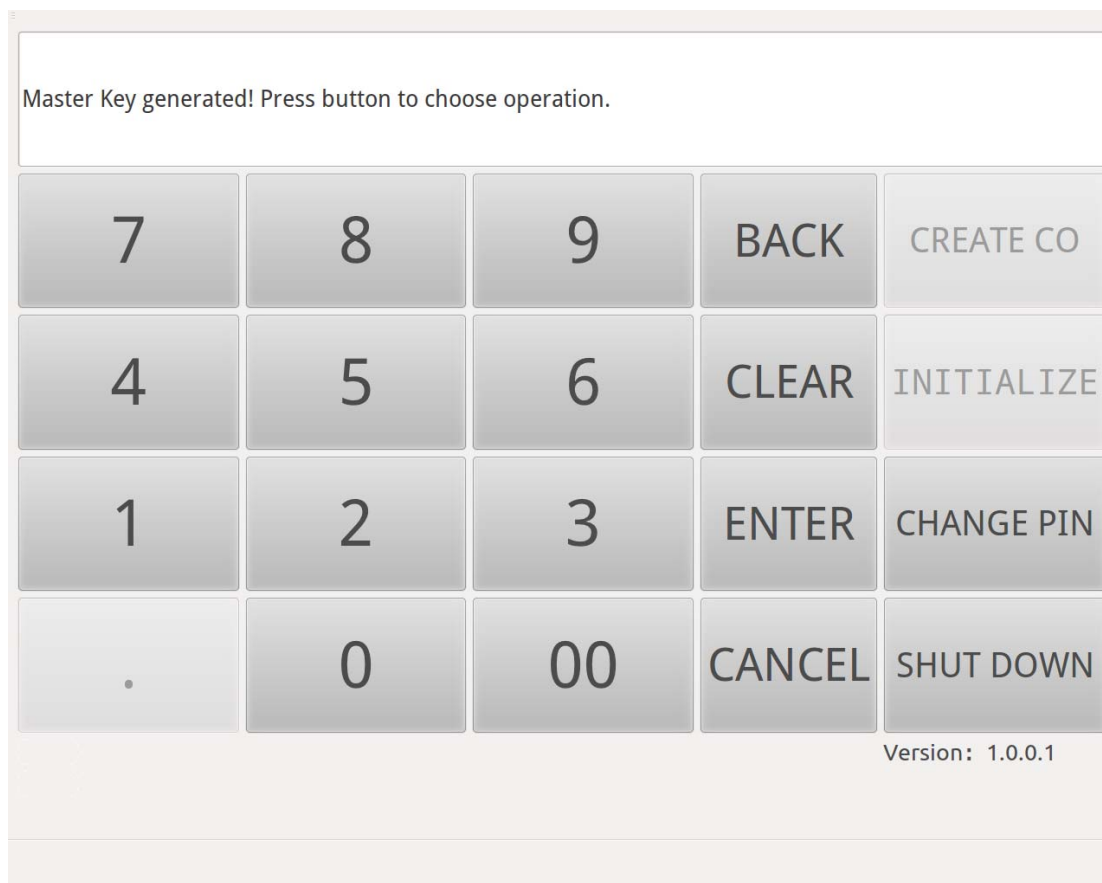 Master Key generated! Press button to choose operation.
7 8 9 BACK CREATE CO
4 5 6 CLEAR INITIALIZE
1 2 3 ENTER CHANGE PIN
. 0 00 CANCEL SHUT DOWN
Version: 1.0.0.1